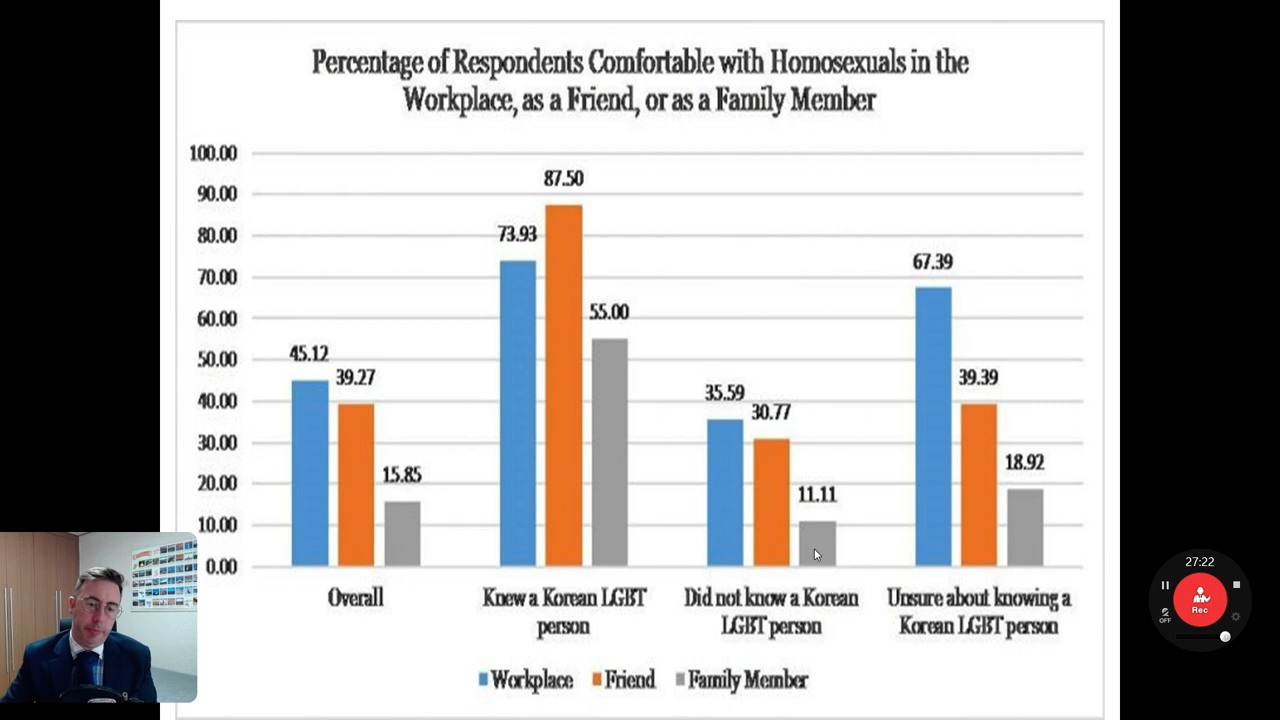 Percentage of Respondents Comfortable with Homosexuals in the
Workplace, as a Friend, or as a Family Member
100.00
90.00
80.00
70.00
60.00
50.00
40.00
30.00
20.00
10.00
0.00
45.12
39.27
15.85
73.93
87.50
55.00
35.59
30.77
11.11
67.39
39.39
18.92
Overall
Knew a Korean LGBT
person
Did not know a Korean
LGBT person
Unsure about knowing a
Korean LGBT person
Workplace
Friend
Family Member
27:22
Rec
OFF